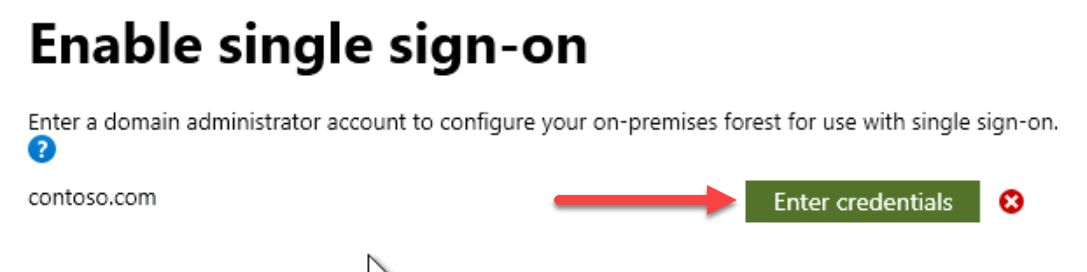 Enable single sign-on
Enter a domain administrator account to configure your on-premises forest for use with single sign-on.
?
contoso.com
Enter credentials